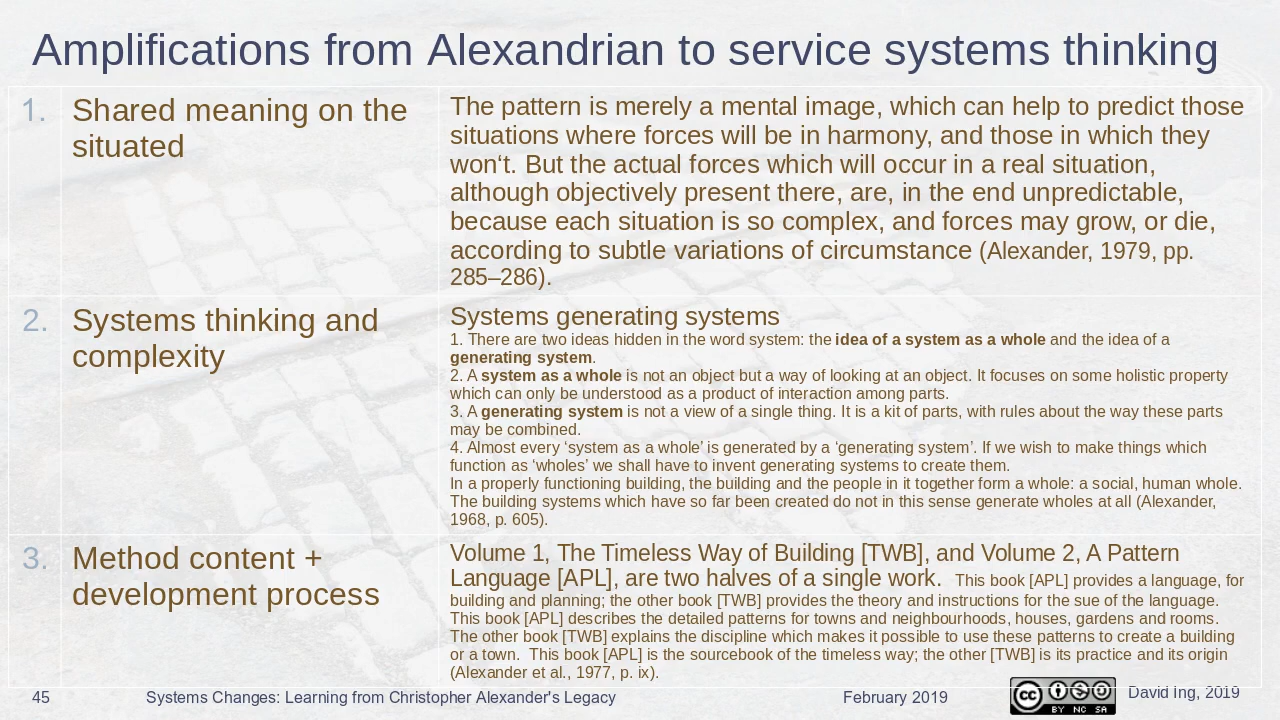 Amplifications from Alexandrian to service systems thinking
1. Shared meaning on the
situated
The pattern is merely a mental image, which can help to predict those
situations where forces will be in harmony, and those in which they
won‘t. But the actual forces which will occur in a real situation,
although objectively present there, are, in the end unpredictable,
because each situation is so complex, and forces may grow, or die,
according to subtle variations of circumstance (Alexander, 1979, pp.
285–286).
2. Systems thinking and
complexity
Systems generating systems
1. There are two ideas hidden in the word system: the idea of a system as a whole and the idea of a
generating system.
2. A system as a whole is not an object but a way of looking at an object. It focuses on some holistic property
which can only be understood as a product of interaction among parts.
3. A generating system is not a view of a single thing. It is a kit of parts, with rules about the way these parts
may be combined.
4. Almost every ‘system as a whole’ is generated by a ‘generating system’. If we wish to make things which
function as ‘wholes’ we shall have to invent generating systems to create them.
In a properly functioning building, the building and the people in it together form a whole: a social, human whole.
The building systems which have so far been created do not in this sense generate wholes at all (Alexander,
1968, p. 605).
3. Method content +
development process
Volume 1, The Timeless Way of Building [TWB], and Volume 2, A Pattern
Language [APL], are two halves of a single work. This book [APL] provides a language, for
building and planning; the other book [TWB] provides the theory and instructions for the sue of the language.
This book [APL] describes the detailed patterns for towns and neighbourhoods, houses, gardens and rooms.
The other book [TWB] explains the discipline which makes it possible to use these patterns to create a building
or a town. This book [APL] is the sourcebook of the timeless way; the other [TWB] is its practice and its origin
(Alexander et al., 1977, p. ix).
45 Systems Changes: Learning from Christopher Alexander's Legacy February 2019 David Ing, 2019
cc BY NC SA